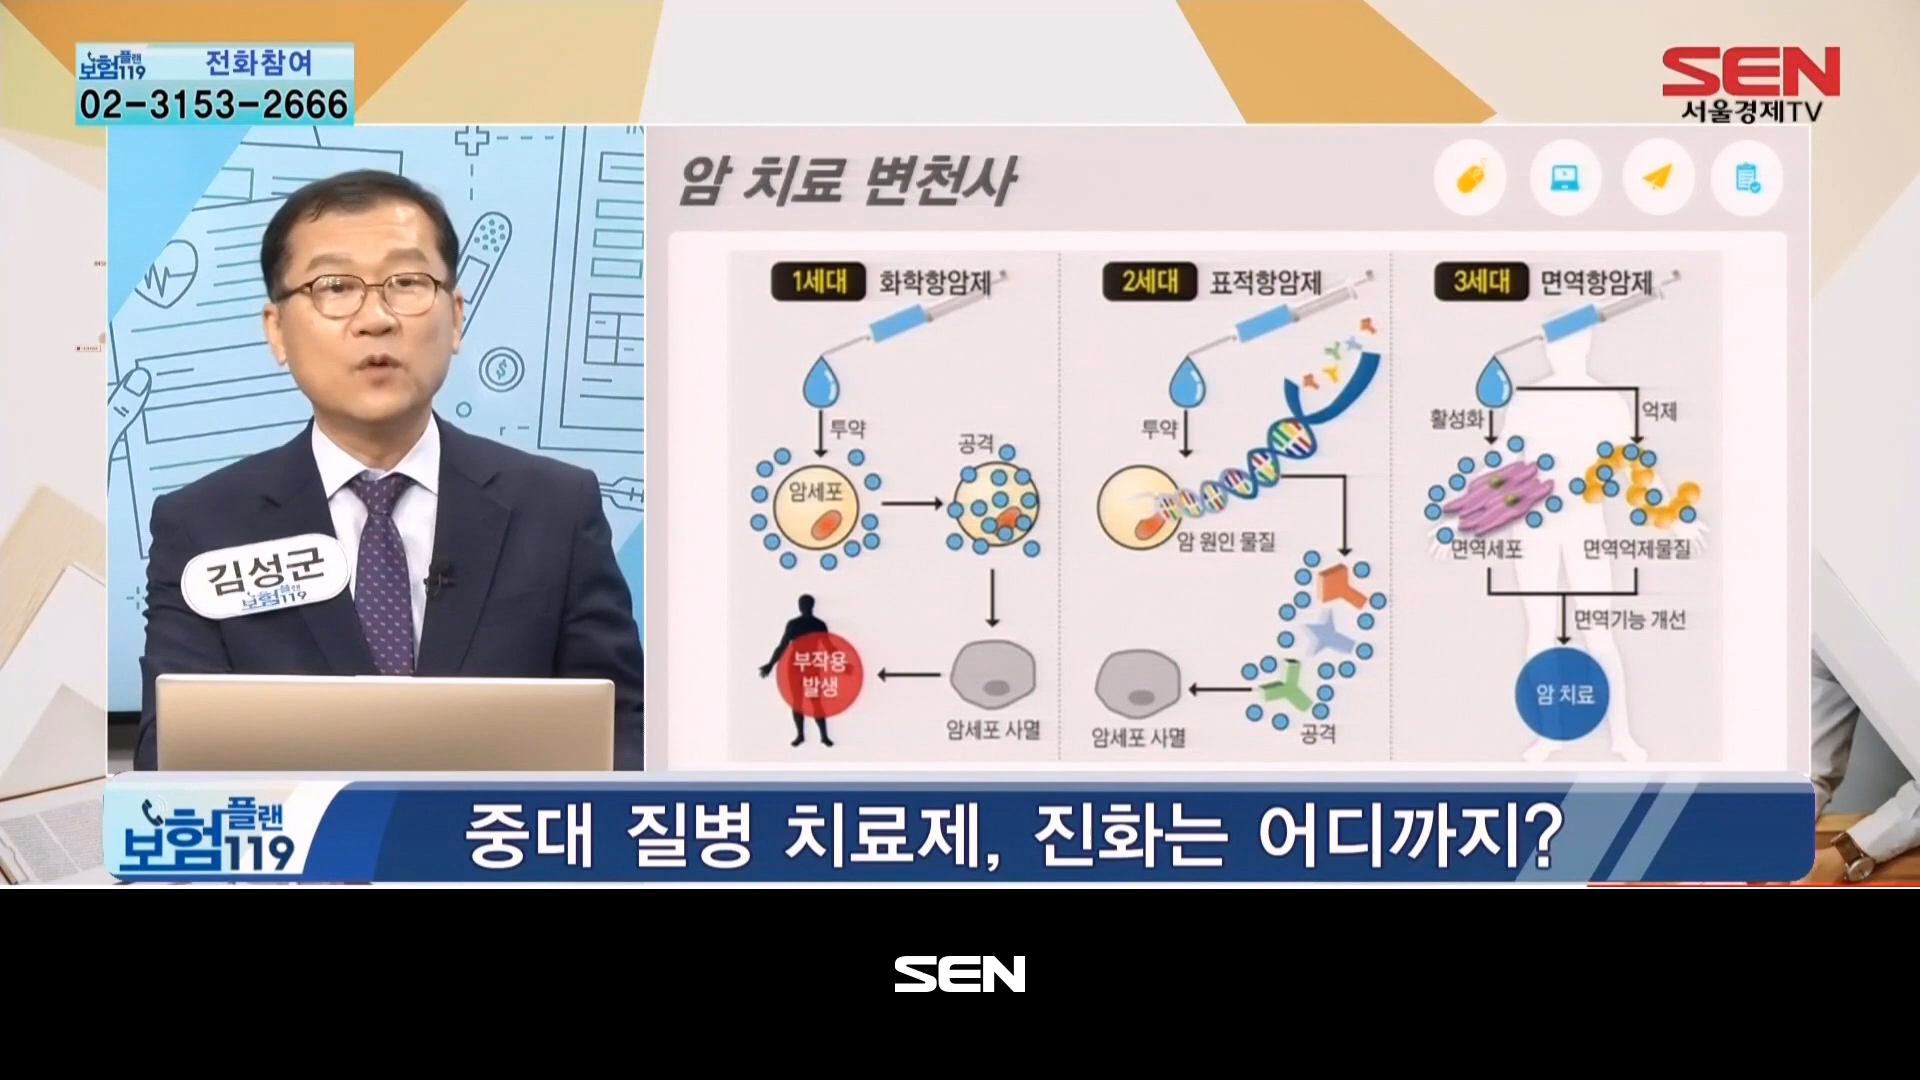 보험플랜119 전화참여
02-3153-2666
SEN
서울경제TV
암 치료 변천사
1세대 화학항암제
투약
암세포
공격
암세포 사멸
부작용
발생
2세대 표적항암제
투약
암 원인 물질
공격
암세포 사멸
3세대 면역항암제
활성화
억제
면역세포
면역억제물질
면역기능 개선
암 치료
김성균
보험플랜119
보험플랜119
중대 질병 치료제, 진화는 어디까지?
SEN